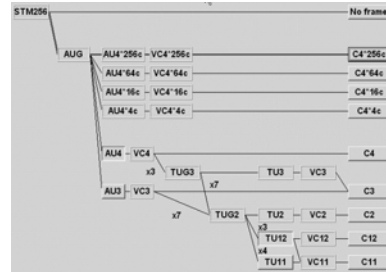 STM256 No frame
AUG AU4*256c VC4*256c C4*256c
AU4*64c VC4*64c C4*64c
AU4*16c VC4*16c C4*16c
AU4*4c VC4*4c C4*4c
AU4 VC4 C4
x3 TUG3 TU3 VC3
AU3 VC3 x7 C3
x7 TUG2 TU2 VC2 C2
x3
TU12 VC12 C12
x4
TU11 VC11 C11